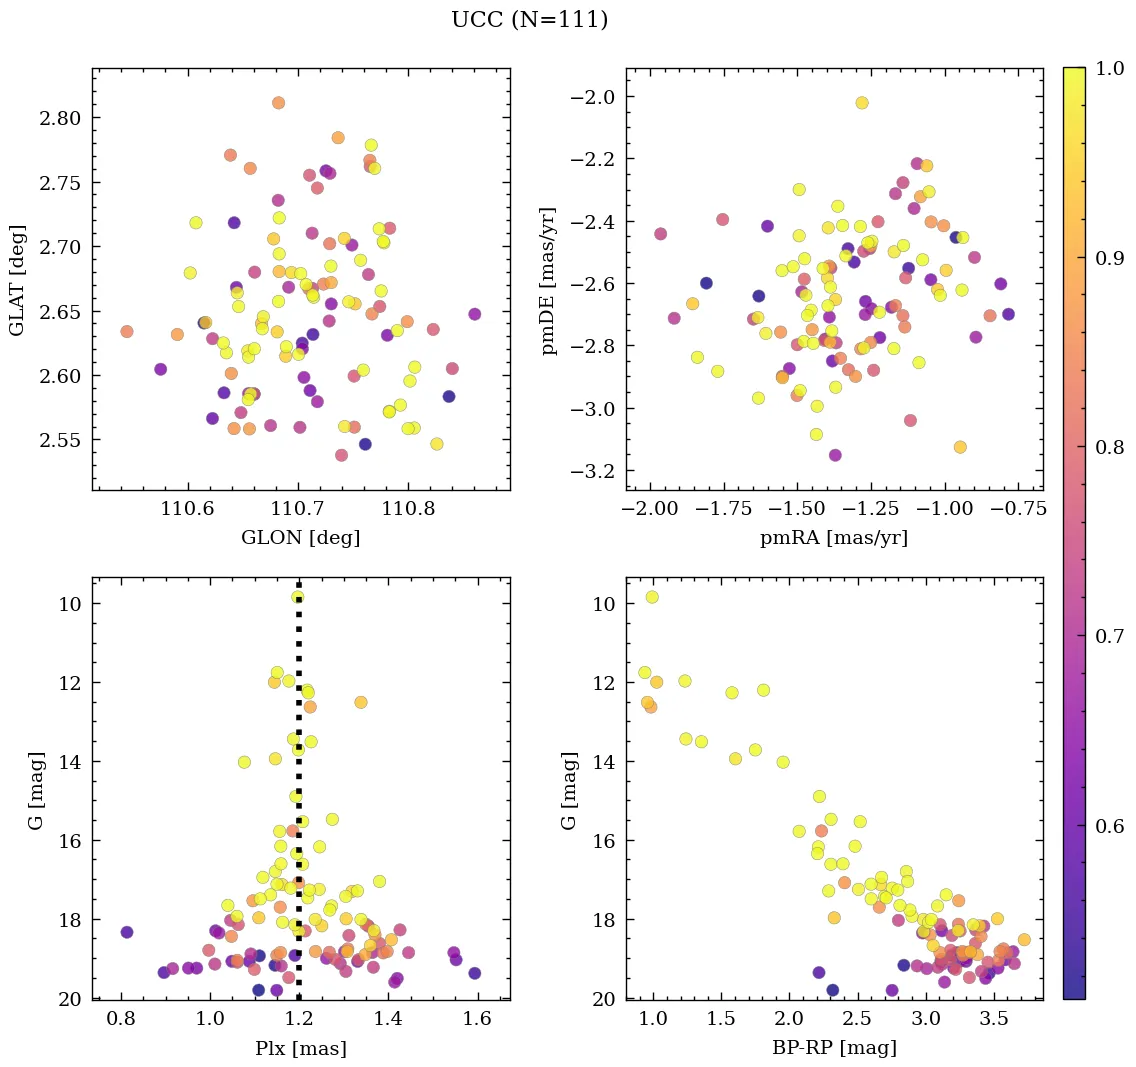 UCC (N=111)
2.80
2.75
2.70
2.65
2.60
2.55
GLAT [deg]
110.6 110.7 110.8
GLON [deg]
−2.0
−2.2
−2.4
−2.6
−2.8
−3.0
−3.2
pmDE [mas/yr]
−2.00 −1.75 −1.50 −1.25 −1.00 −0.75
pmRA [mas/yr]
10
12
14
16
18
20
G [mag]
0.8 1.0 1.2 1.4 1.6
Plx [mas]
10
12
14
16
18
20
G [mag]
1.0 1.5 2.0 2.5 3.0 3.5
BP-RP [mag]
1.0
0.9
0.8
0.7
0.6